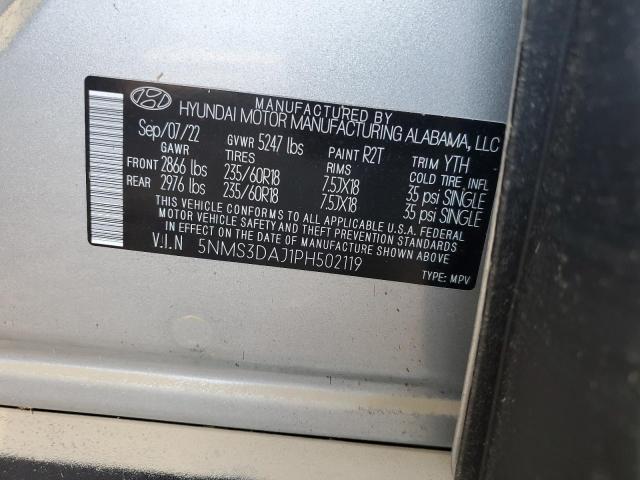 MANUFACTURED BY
HYUNDAI MOTOR MANUFACTURING ALABAMA, LLC
Sep/07/22 GVWR 5247 lbs PAINT R2T TRIM YTH
GAWR TIRES RIMS COLD TIRE. INFL
FRONT 2866 lbs 235/60R18 7.5JX18 35 psi SINGLE
REAR 2976 lbs 235/60R18 7.5JX18 35 psi SINGLE
THIS VEHICLE CONFORMS TO ALL APPLICABLE U.S.A. FEDERAL
MOTOR VEHICLE SAFETY AND THEFT PREVENTION STANDARDS
IN EFFECT ON THE DATE OF MANUFACTURE SHOWN ABOVE
V.I.N 5NMS3DAJ1PH502119
TYPE: MPV